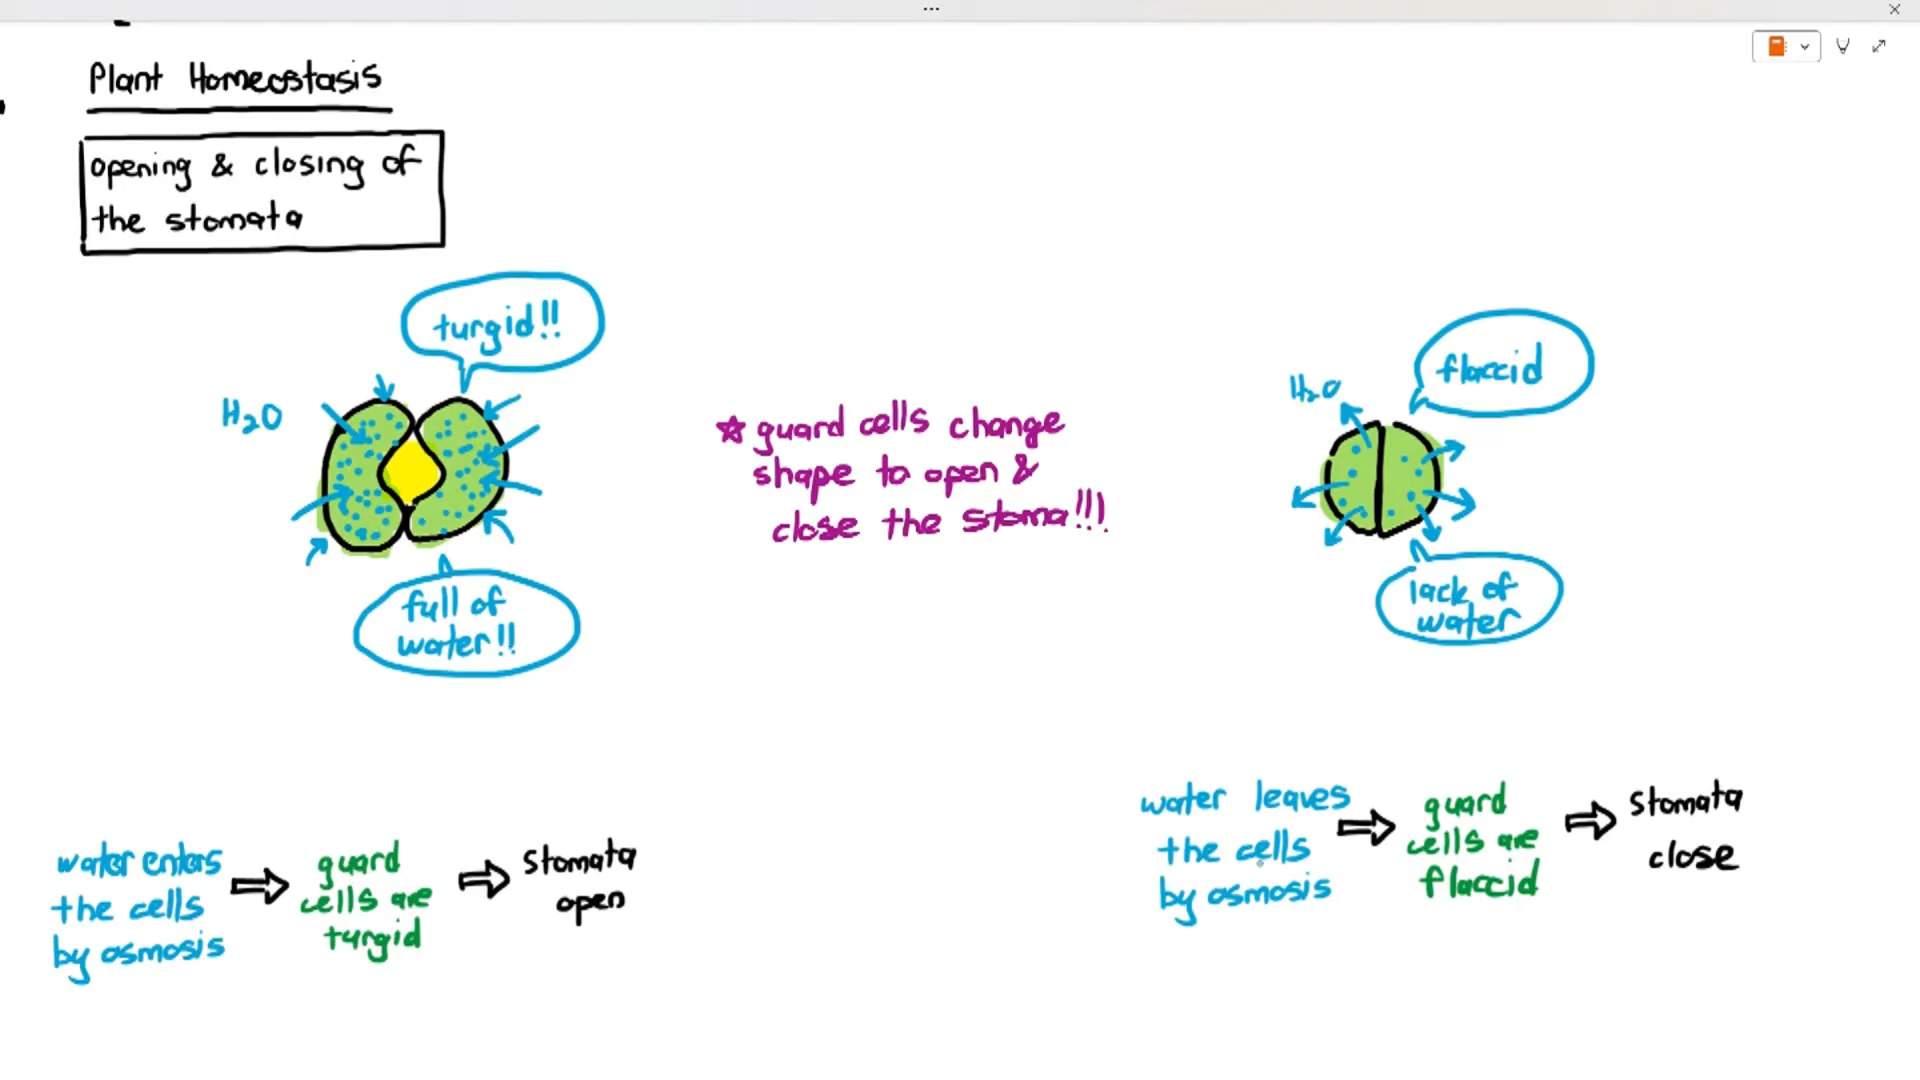 Plant Homeostasis
opening & closing of
the stomata
turgid!!
H₂O
full of
water!!
☆ guard cells change
shape to open &
close the stoma!!!
flaccid
H₂O
lack of
water
water enters
the cells
by osmosis
⇒
guard
cells are
turgid
⇒
Stomata
open
water leaves
the cells
by osmosis
⇒
guard
cells are
flaccid
⇒
Stomata
close